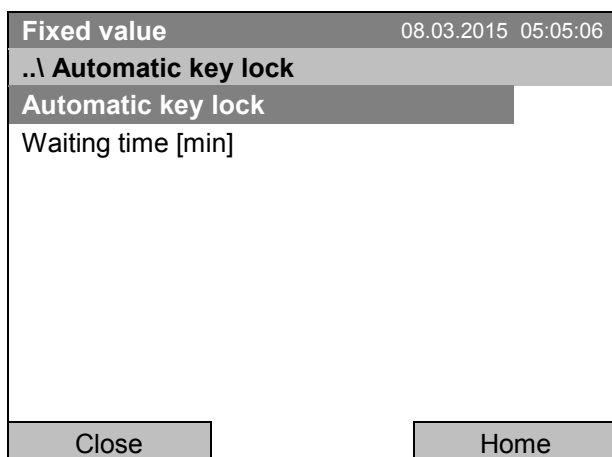 Fixed value 08.03.2015 05:05:06
..\ Automatic key lock
Automatic key lock
Waiting time [min]
Close Home